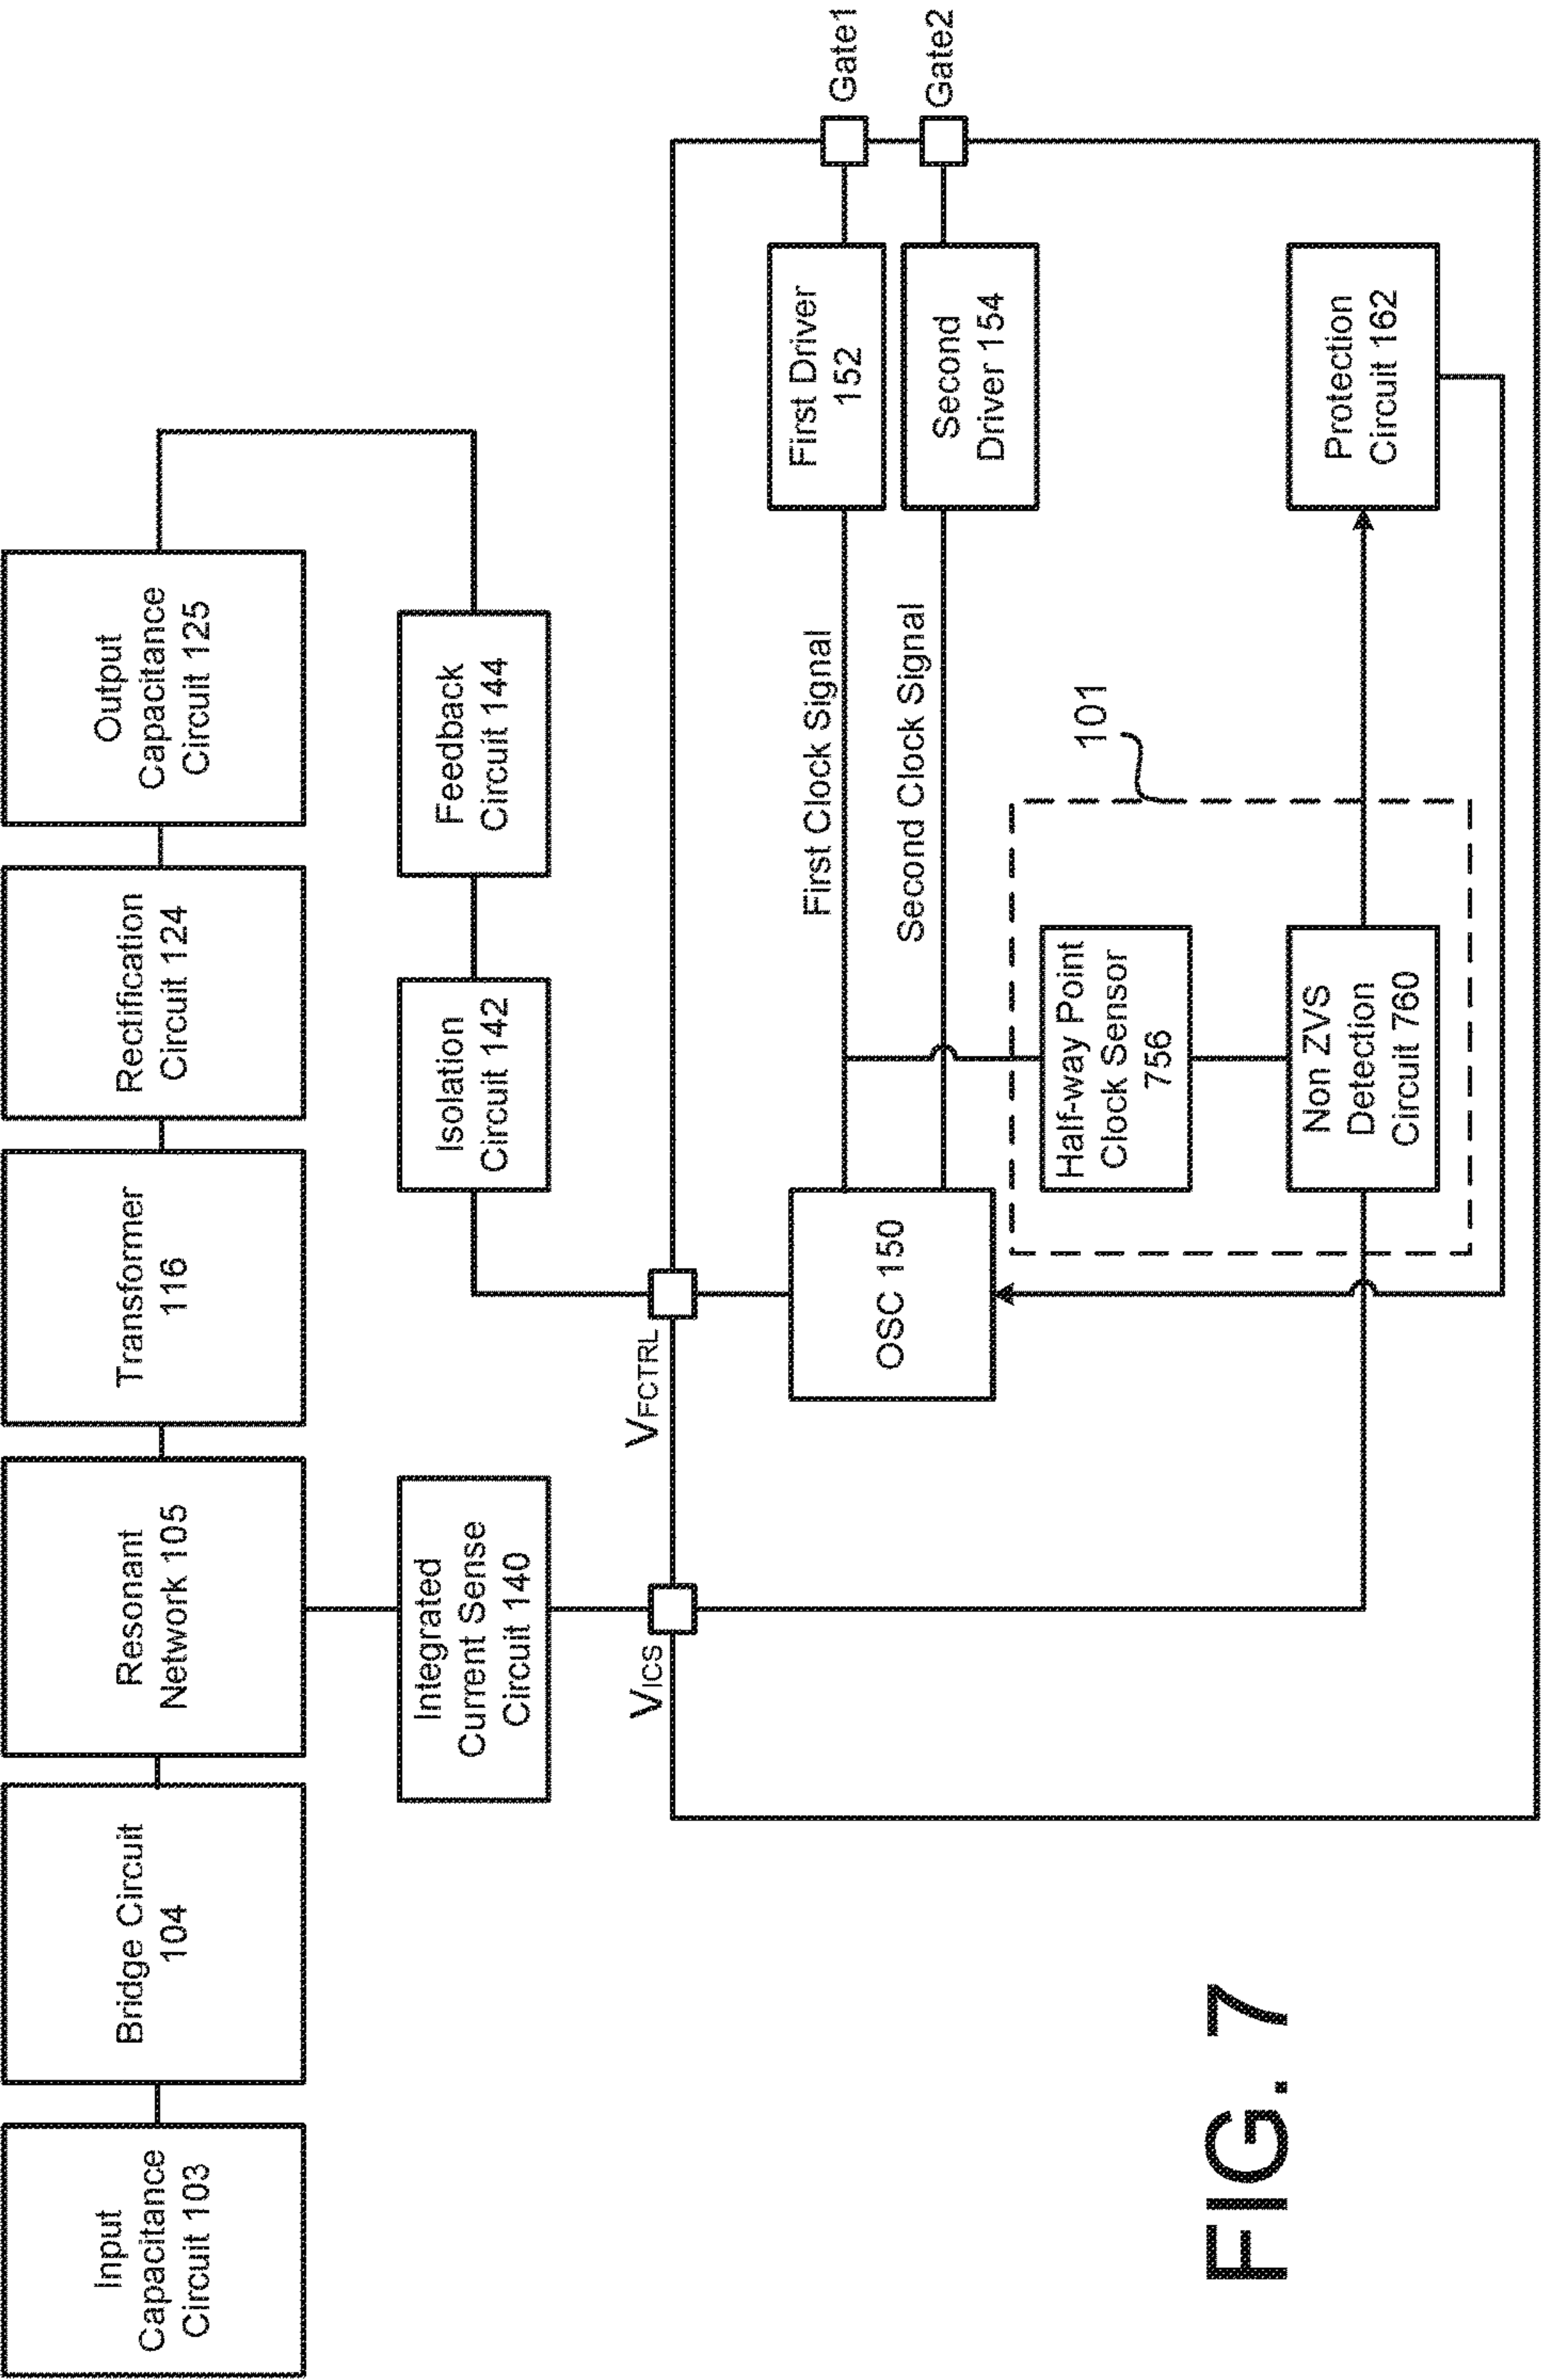 Input
Capacitance
Circuit 103
Bridge Circuit
104
Resonant
Network 105
Transformer
116
Rectification
Circuit 124
Output
Capacitance
Circuit 125
Integrated
Current Sense
Circuit 140
Isolation
Circuit 142
Feedback
Circuit 144
VICS
VFCTRL
OSC 150
First Clock Signal
Second Clock Signal
First Driver
152
Second
Driver 154
Gate1
Gate2
101
Half-way Point
Clock Sensor
756
Non ZVS
Detection
Circuit 760
Protection
Circuit 162
FIG. 7